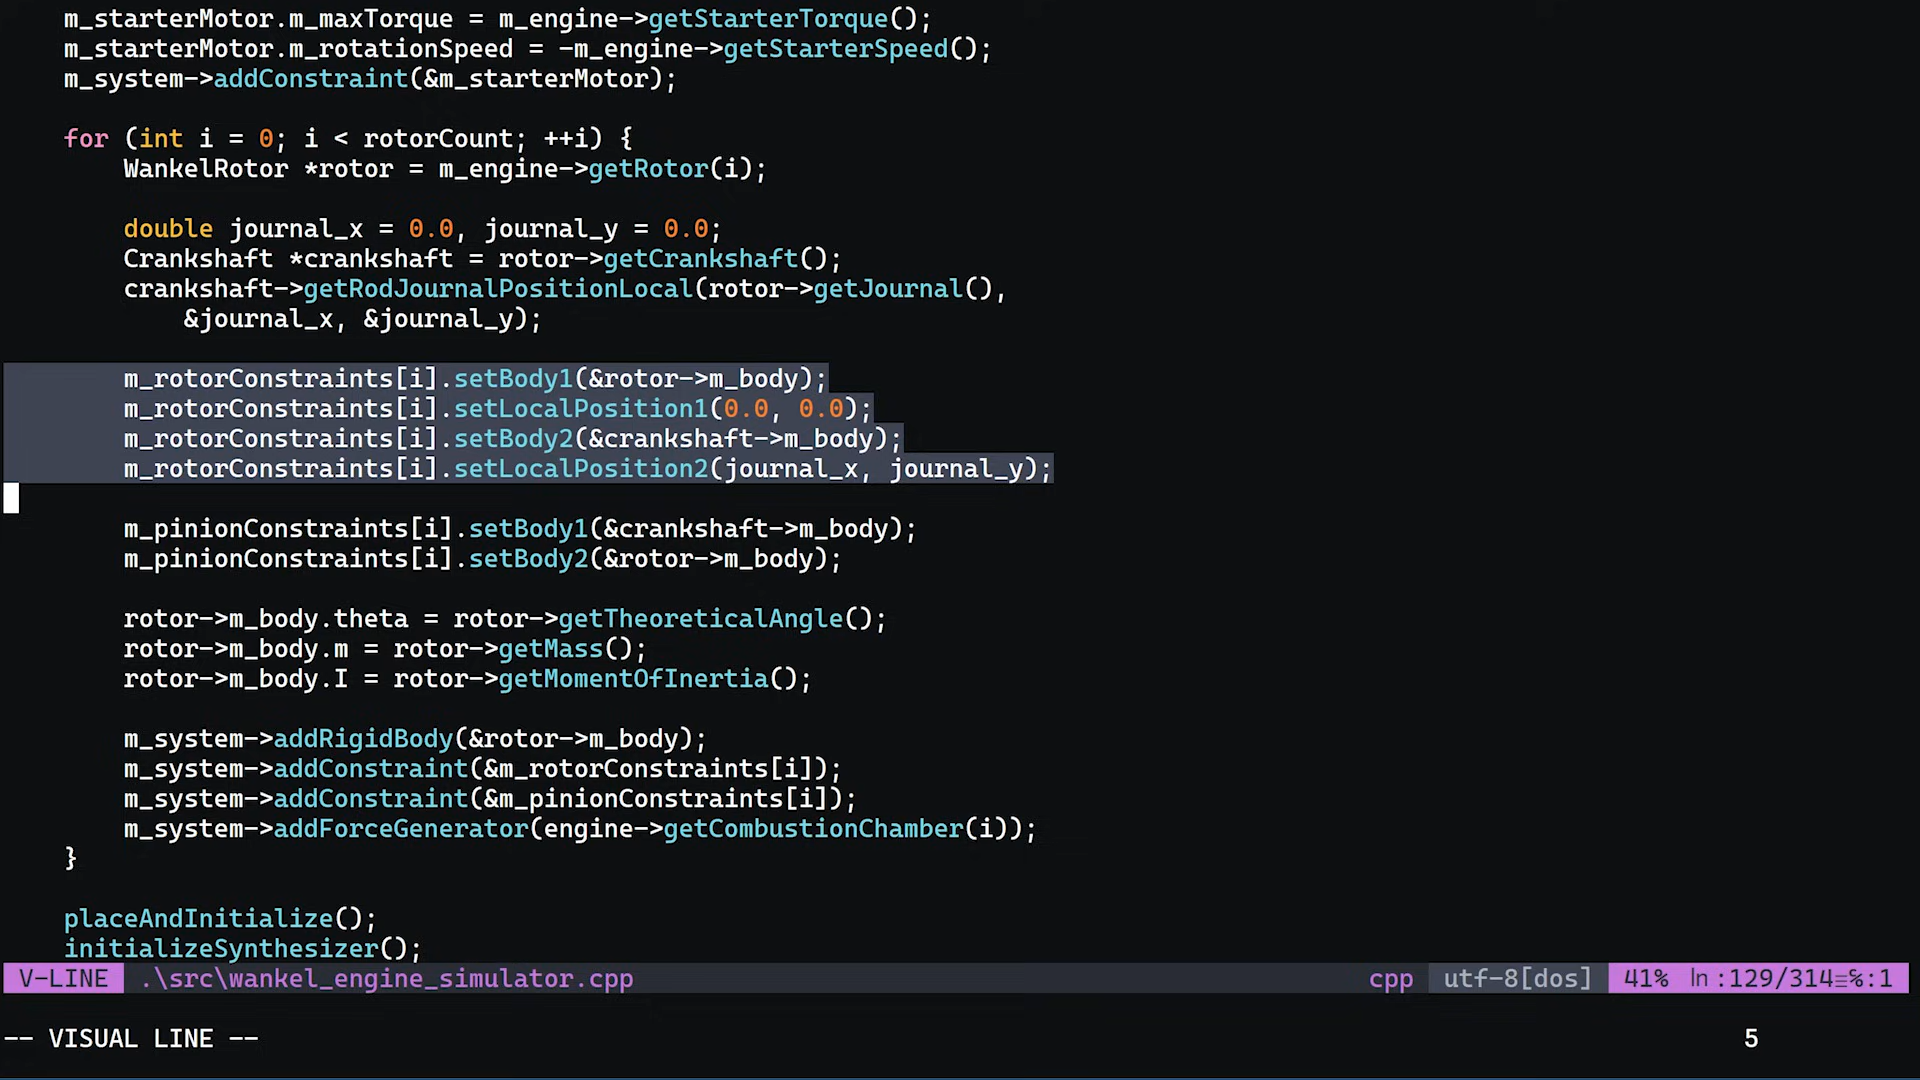 m_starterMotor.m_maxTorque = m_engine->getStarterTorque();
m_starterMotor.m_rotationSpeed = -m_engine->getStarterSpeed();
m_system->addConstraint(&m_starterMotor);
for (int i = 0; i < rotorCount; ++i) {
WankelRotor *rotor = m_engine->getRotor(i);
double journal_x = 0.0, journal_y = 0.0;
Crankshaft *crankshaft = rotor->getCrankshaft();
crankshaft->getRodJournalPositionLocal(rotor->getJournal(),
&journal_x, &journal_y);
m_rotorConstraints[i].setBody1(&rotor->m_body);
m_rotorConstraints[i].setLocalPosition1(0.0, 0.0);
m_rotorConstraints[i].setBody2(&crankshaft->m_body);
m_rotorConstraints[i].setLocalPosition2(journal_x, journal_y);
m_pinionConstraints[i].setBody1(&crankshaft->m_body);
m_pinionConstraints[i].setBody2(&rotor->m_body);
rotor->m_body.theta = rotor->getTheoreticalAngle();
rotor->m_body.m = rotor->getMass();
rotor->m_body.I = rotor->getMomentOfInertia();
m_system->addRigidBody(&rotor->m_body);
m_system->addConstraint(&m_rotorConstraints[i]);
m_system->addConstraint(&m_pinionConstraints[i]);
m_system->addForceGenerator(engine->getCombustionChamber(i));
}
placeAndInitialize();
initializeSynthesizer();
V-LINE .\src\wankel_engine_simulator.cpp cpp utf-8[dos] 41% ln :129/314≡℅:1
-- VISUAL LINE -- 5